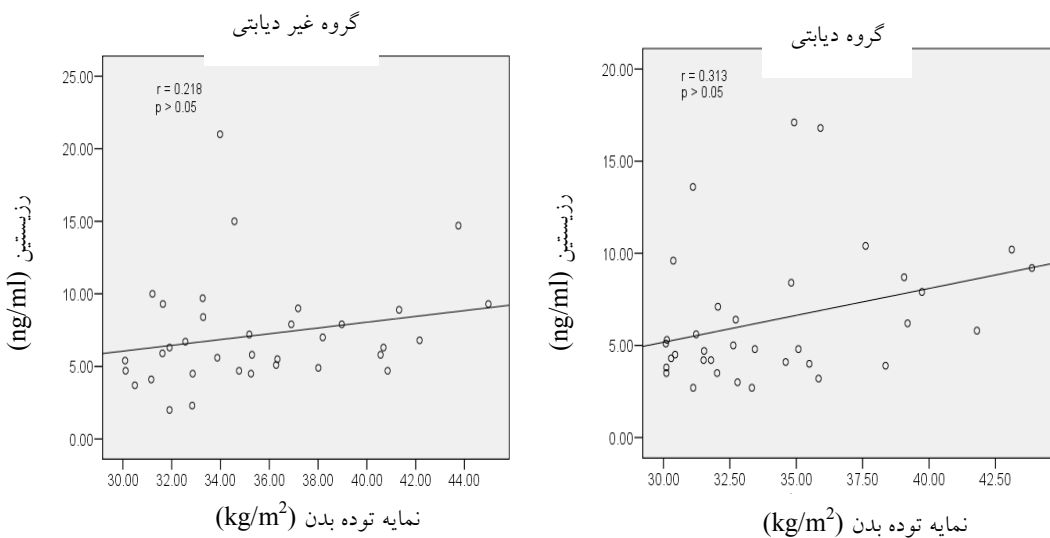 گروه غیر دیابتی
r = 0.218
p > 0.05
25.00
20.00
15.00
10.00
5.00
0.00
رزیستین (ng/ml)
30.00 32.00 34.00 36.00 38.00 40.00 42.00 44.00
نمایه توده بدن (kg/m²)
گروه دیابتی
r = 0.313
p > 0.05
20.00
15.00
10.00
5.00
0.00
رزیستین (ng/ml)
30.00 32.50 35.00 37.50 40.00 42.50
نمایه توده بدن (kg/m²)